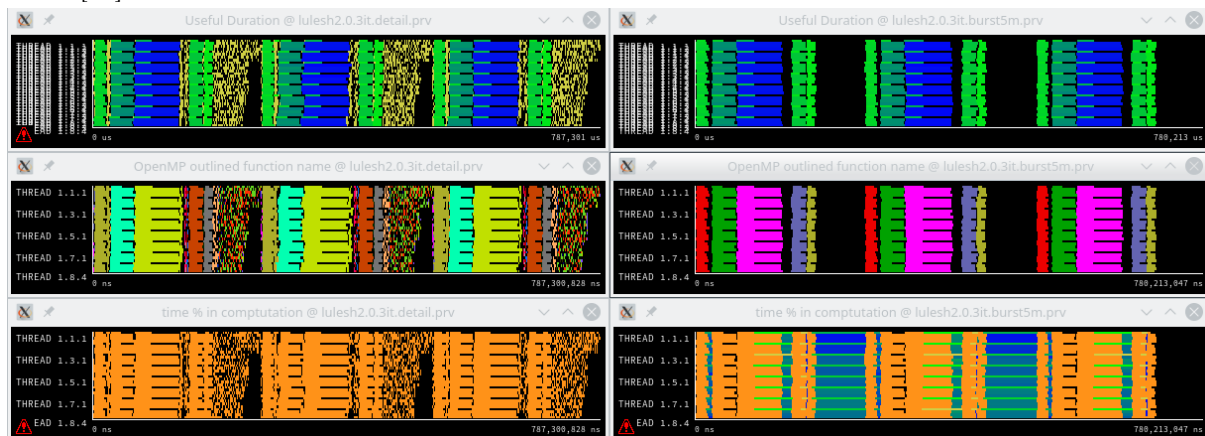 Useful Duration @ lulesh2.0.3it.detail.prv
0 us
787,301 us
Useful Duration @ lulesh2.0.3it.burst5m.prv
0 us
780,213 us
OpenMP outlined function name @ lulesh2.0.3it.detail.prv
THREAD 1.1.1
THREAD 1.3.1
THREAD 1.5.1
THREAD 1.7.1
THREAD 1.8.4
0 ns
787,300,828 ns
OpenMP outlined function name @ lulesh2.0.3it.burst5m.prv
THREAD 1.1.1
THREAD 1.3.1
THREAD 1.5.1
THREAD 1.7.1
THREAD 1.8.4
0 ns
780,213,047 ns
time % in comptutation @ lulesh2.0.3it.detail.prv
THREAD 1.1.1
THREAD 1.3.1
THREAD 1.5.1
THREAD 1.7.1
EAD 1.8.4
0 ns
787,300,828 ns
time % in comptutation @ lulesh2.0.3it.burst5m.prv
THREAD 1.1.1
THREAD 1.3.1
THREAD 1.5.1
THREAD 1.7.1
EAD 1.8.4
0 ns
780,213,047 ns